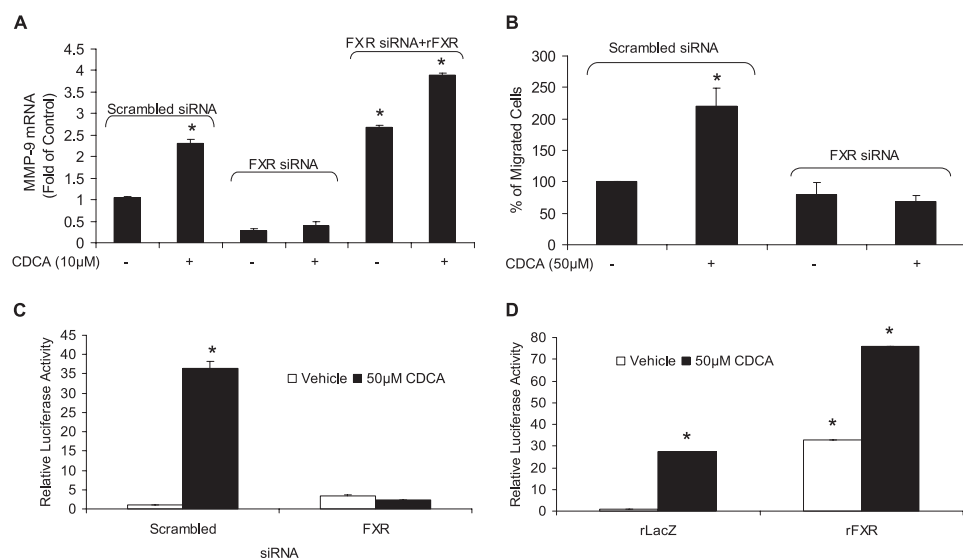 A
FXR siRNA+rFXR
4.5
4
3.5
3
2.5
2
1.5
1
0.5
0
MMP-9 mRNA
(Fold of Control)
Scrambled siRNA
*
FXR siRNA
*
*
CDCA (10µM) - + - + - +
B
Scrambled siRNA
300
250
200
150
100
50
0
% of Migrated Cells
*
FXR siRNA
CDCA (50µM) - + - +
C
45
40
35
30
25
20
15
10
5
0
Relative Luciferase Activity
*
Vehicle 50µM CDCA
Scrambled FXR
siRNA
D
80
70
60
50
40
30
20
10
0
Relative Luciferase Activity
Vehicle 50µM CDCA
*
*
*
rLacZ rFXR